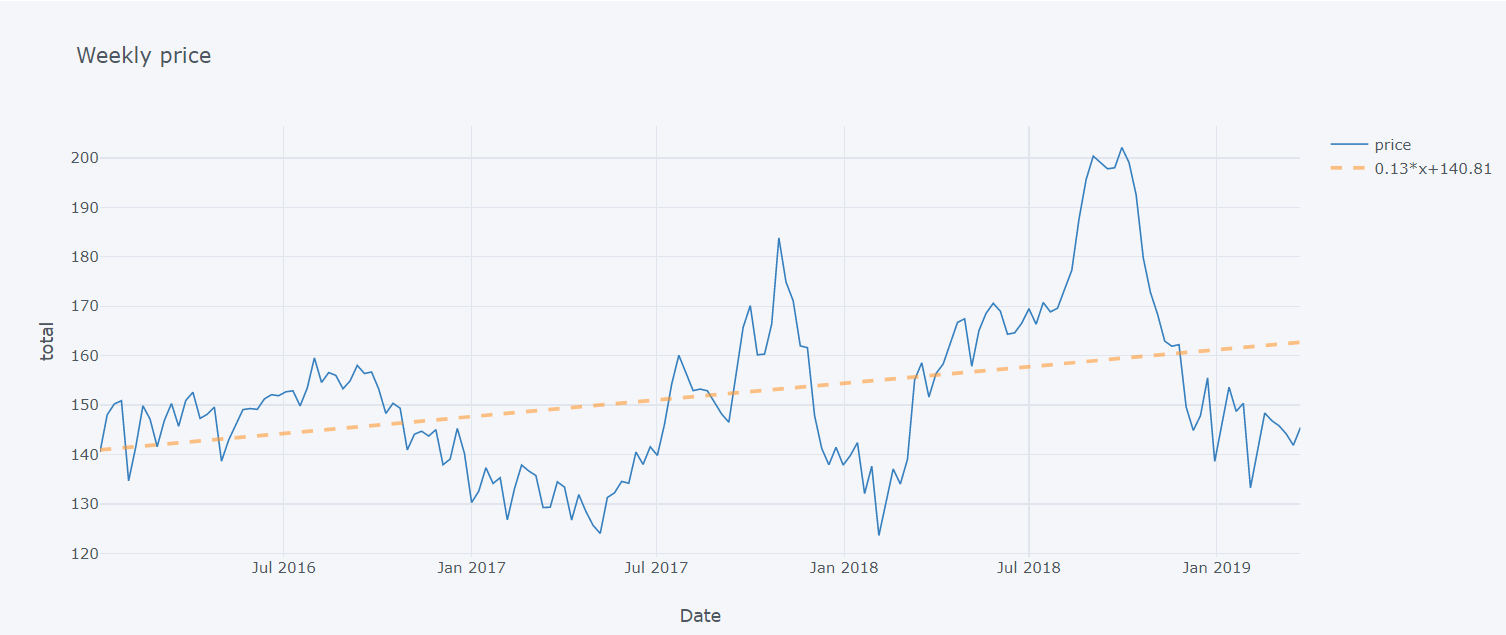 Weekly price
200
190
180
170
160
150
140
130
120
total
Jul 2016
Jan 2017
Jul 2017
Jan 2018
Jul 2018
Jan 2019
Date
price
0.13*x+140.81